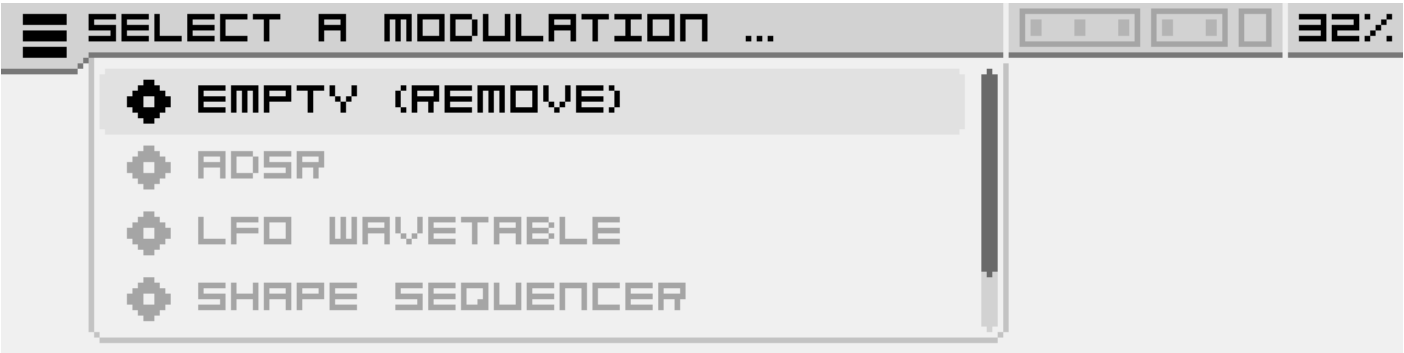 SELECT A MODULATION ...
32%
EMPTY (REMOVE)
ADSR
LFO WAVETABLE
SHAPE SEQUENCER